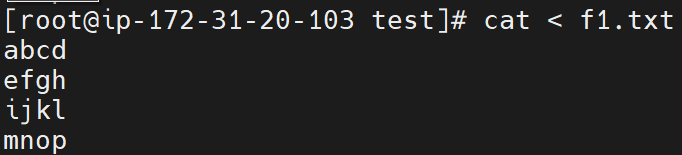 [root@ip-172-31-20-103 test]# cat < f1.txt
abcd
efgh
ijkl
mnop